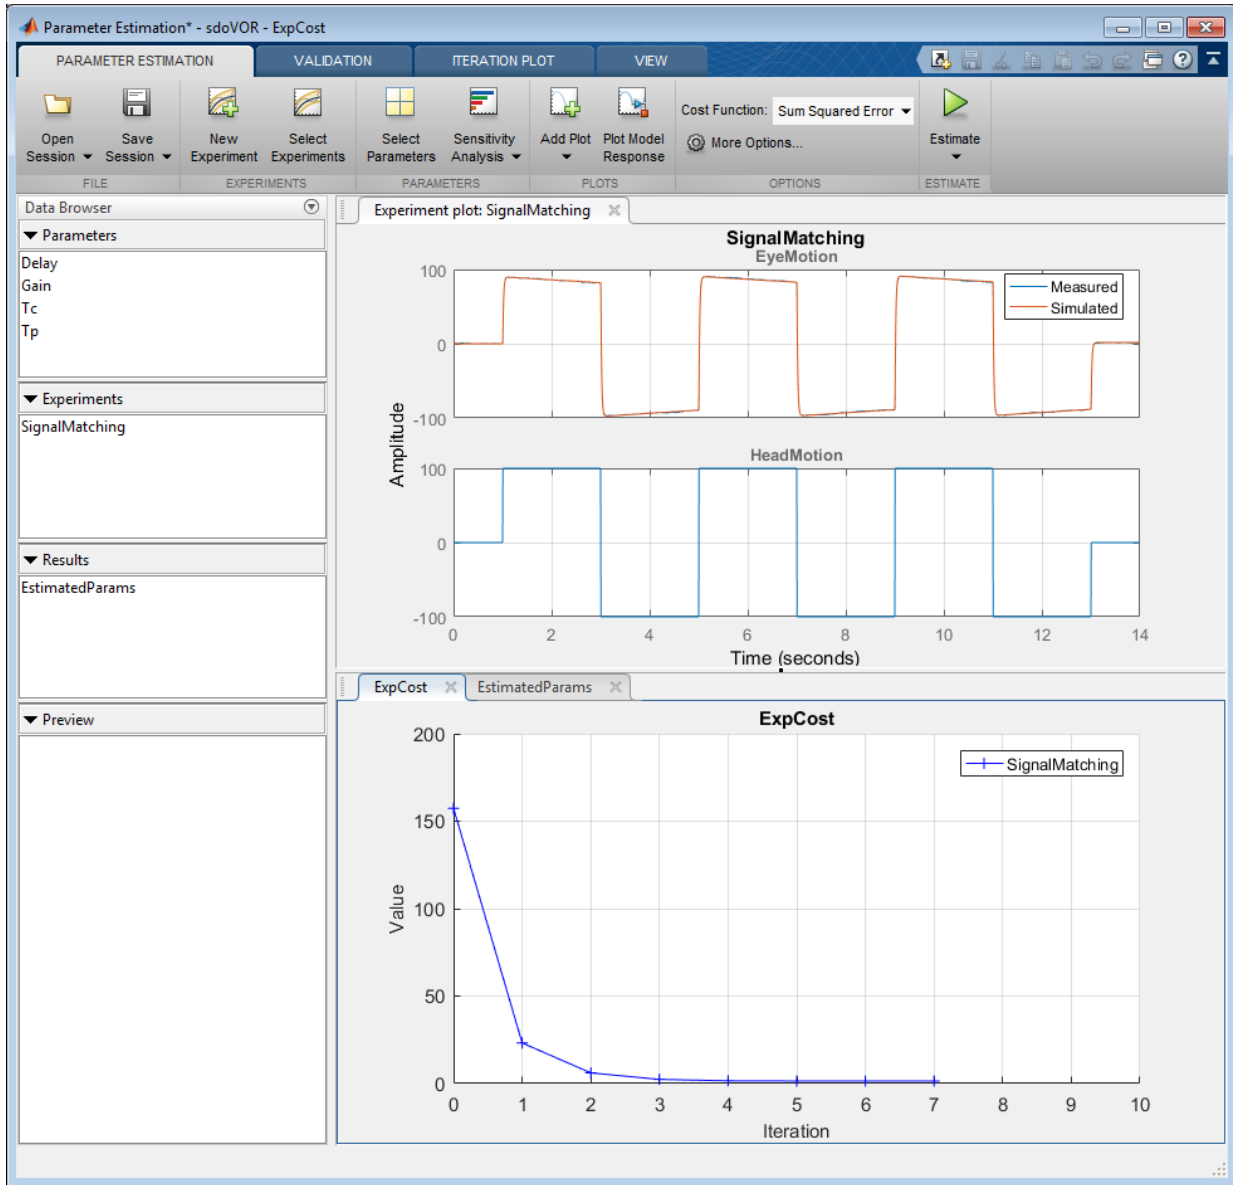 Parameter Estimation* - sdoVOR - ExpCost
PARAMETER ESTIMATION VALIDATION ITERATION PLOT VIEW
Open Session Save Session New Experiment Select Experiments Select Parameters Sensitivity Analysis Add Plot Plot Model Response Cost Function: Sum Squared Error Estimate
More Options...
FILE EXPERIMENTS PARAMETERS PLOTS OPTIONS ESTIMATE
Data Browser
Parameters
Delay
Gain
Tc
Tp
Experiments
SignalMatching
Results
EstimatedParams
Preview
Experiment plot: SignalMatching
SignalMatching
EyeMotion
100
0
-100
Measured
Simulated
Amplitude
HeadMotion
100
0
-100
0 2 4 6 8 10 12 14
Time (seconds)
ExpCost EstimatedParams
ExpCost
SignalMatching
200
150
100
50
0
Value
0 1 2 3 4 5 6 7 8 9 10
Iteration